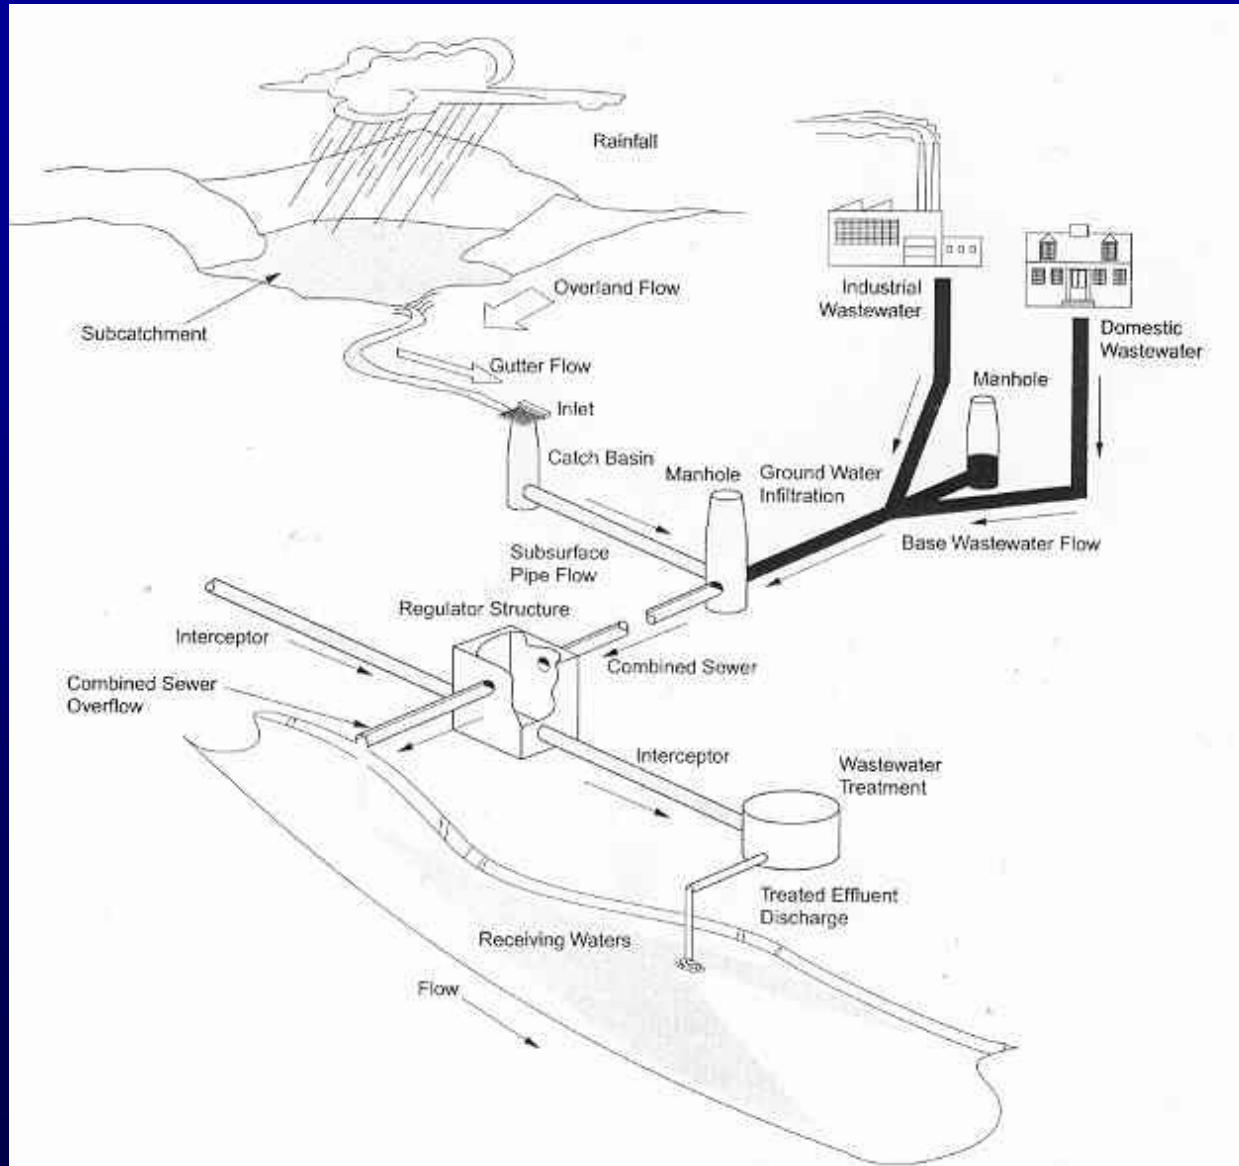 Rainfall
Industrial
Wastewater
Overland Flow
Subcatchment
Domestic
Wastewater
Gutter Flow
Manhole
Inlet
Catch Basin
Manhole
Ground Water
Infiltration
Base Wastewater Flow
Subsurface
Pipe Flow
Regulator Structure
Interceptor
Combined Sewer
Combined Sewer
Overflow
Interceptor
Wastewater
Treatment
Treated Effluent
Discharge
Receiving Waters
Flow